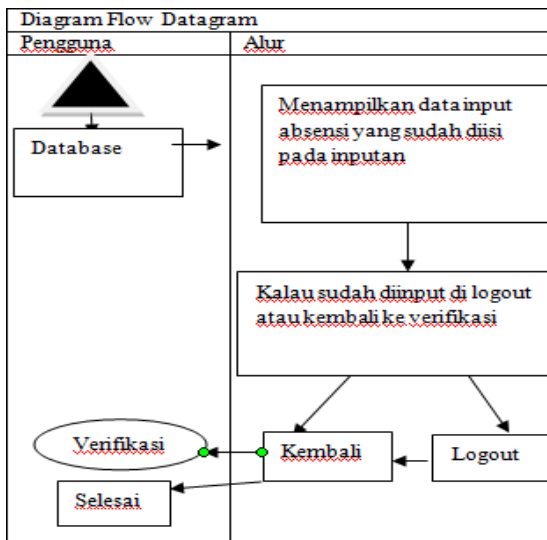 Diagram Flow Datagram
Pengguna
Alur
Database
Menampilkan data input
absensi yang sudah diisi
pada inputan
Kalau sudah diinput di logout
atau kembali ke verifikasi
Verifikasi
Kembali
Logout
Selesai